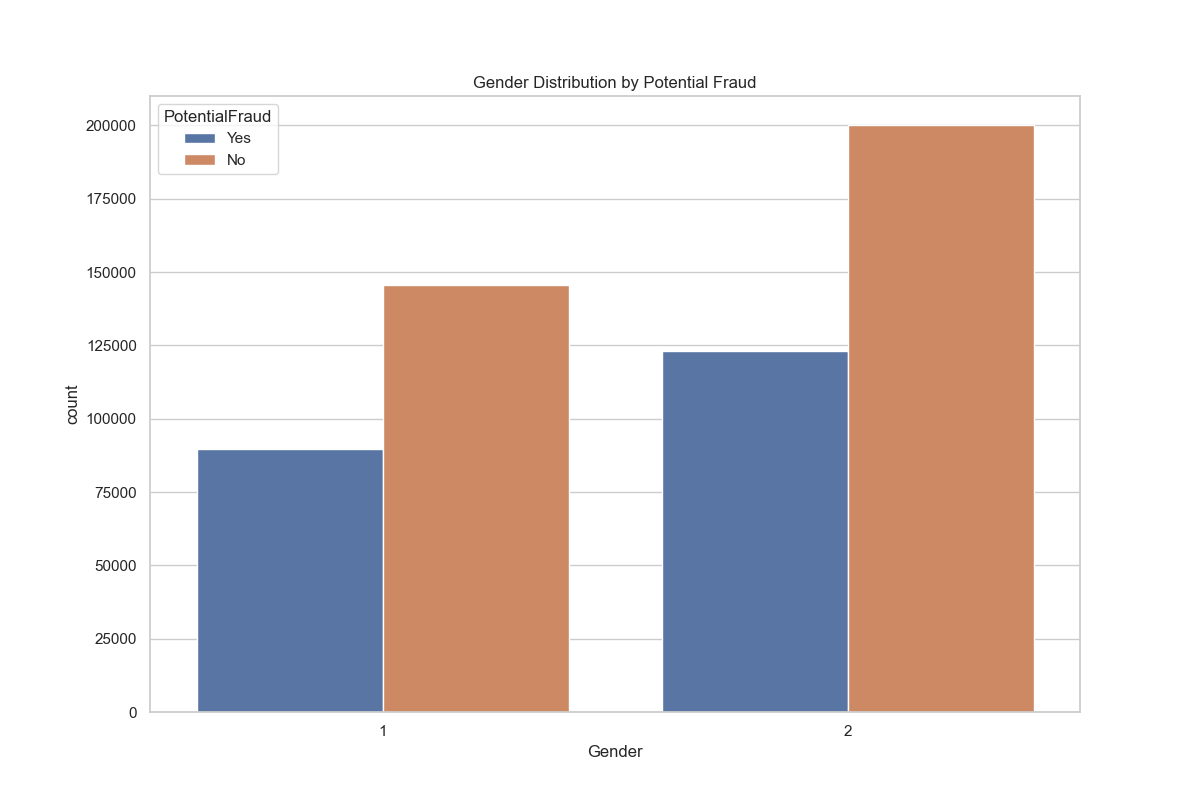 Gender Distribution by Potential Fraud
PotentialFraud
Yes
No
200000
175000
150000
125000
100000
75000
50000
25000
0
count
1
2
Gender